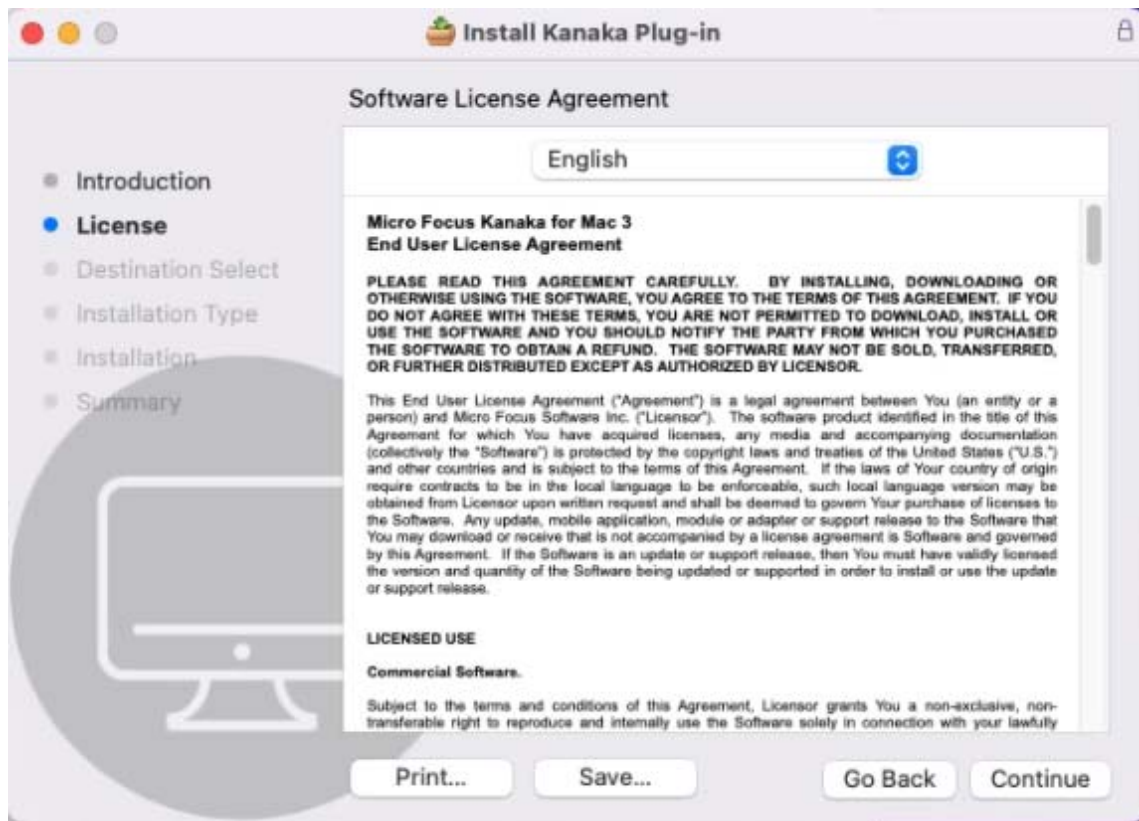 Install Kanaka Plug-in
Software License Agreement
English
Introduction
License
Destination Select
Installation Type
Installation
Summary
Micro Focus Kanaka for Mac 3
End User License Agreement
PLEASE READ THIS AGREEMENT CAREFULLY. BY INSTALLING, DOWNLOADING OR
OTHERWISE USING THE SOFTWARE, YOU AGREE TO THE TERMS OF THIS AGREEMENT. IF YOU
DO NOT AGREE WITH THESE TERMS, YOU ARE NOT PERMITTED TO DOWNLOAD, INSTALL OR
USE THE SOFTWARE AND YOU SHOULD NOTIFY THE PARTY FROM WHICH YOU PURCHASED
THE SOFTWARE TO OBTAIN A REFUND. THE SOFTWARE MAY NOT BE SOLD, TRANSFERRED,
OR FURTHER DISTRIBUTED EXCEPT AS AUTHORIZED BY LICENSOR.
This End User License Agreement ("Agreement") is a legal agreement between You (an entity or a
person) and Micro Focus Software Inc. ("Licensor"). The software product identified in the title of this
Agreement for which You have acquired licenses, any media and accompanying documentation
(collectively the "Software") is protected by the copyright laws and treaties of the United States ("U.S.")
and other countries and is subject to the terms of this Agreement. If the laws of Your country of origin
require contracts to be in the local language to be enforceable, such local language version may be
obtained from Licensor upon written request and shall be deemed to govern Your purchase of licenses to
the Software. Any update, mobile application, module or adapter or support release to the Software that
You may download or receive that is not accompanied by a license agreement is Software and governed
by this Agreement. If the Software is an update or support release, then You must have validly licensed
the version and quantity of the Software being updated or supported in order to install or use the update
or support release.
LICENSED USE
Commercial Software.
Subject to the terms and conditions of this Agreement, Licensor grants You a non-exclusive, non-
transferable right to reproduce and internally use the Software solely in connection with your lawfully
Print...
Save...
Go Back
Continue